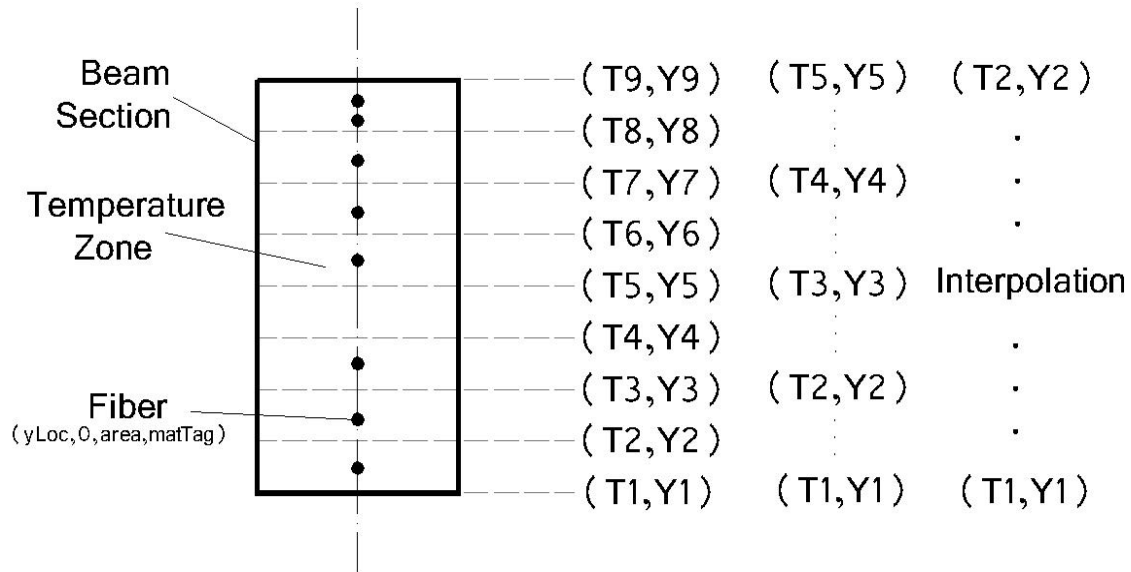 Beam
Section
Temperature
Zone
Fiber
(yLoc,0,area,matTag)
(T9,Y9) (T5,Y5) (T2,Y2)
(T8,Y8)
(T7,Y7) (T4,Y4)
(T6,Y6)
(T5,Y5) (T3,Y3) Interpolation
(T4,Y4)
(T3,Y3) (T2,Y2)
(T2,Y2)
(T1,Y1) (T1,Y1) (T1,Y1)